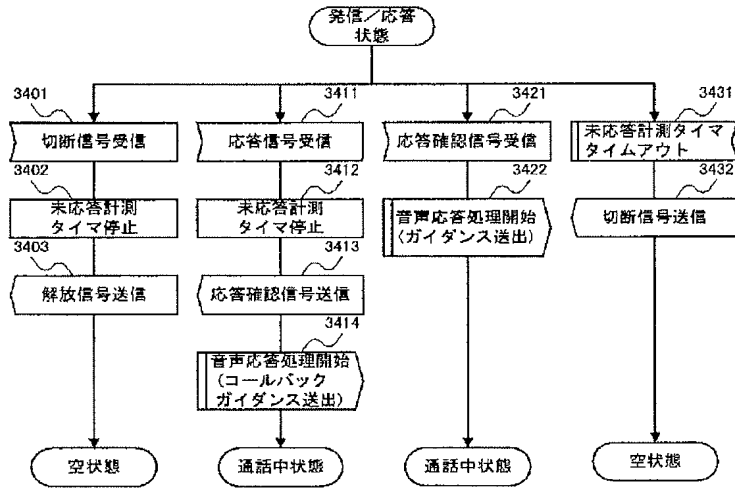 発信／応答
状態
3401
3411
3421
3431
切断信号受信
応答信号受信
応答確認信号受信
未応答計測タイマ
タイムアウト
3402
3412
3422
3432
未応答計測
タイマ停止
未応答計測
タイマ停止
音声応答処理開始
(ガイダンス送出)
切断信号送信
3403
3413
解放信号送信
応答確認信号送信
3414
音声応答処理開始
(コールバック
ガイダンス送出)
空状態
通話中状態
通話中状態
空状態